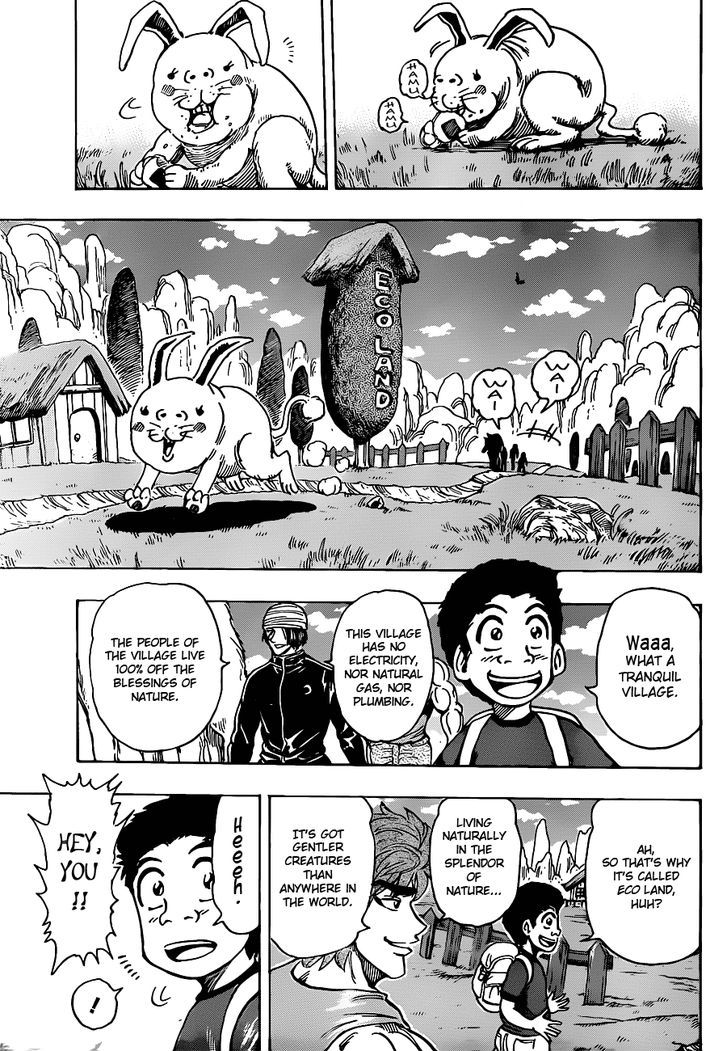 HAMU
HAMU
ECO LAND
Waaa,
WHAT A
TRANQUIL
VILLAGE.
THIS VILLAGE
HAS NO
ELECTRICITY,
NOR NATURAL
GAS, NOR
PLUMBING.
THE PEOPLE OF
THE VILLAGE LIVE
100% OFF THE
BLESSINGS OF
NATURE.
AH,
SO THAT'S WHY
IT'S CALLED
ECO LAND,
HUH?
LIVING
NATURALLY
IN THE
SPLENDOR
OF
NATURE...
IT'S GOT
GENTLER
CREATURES
THAN
ANYWHERE IN
THE WORLD.
Heeeh.
HEY,
YOU
!!
!